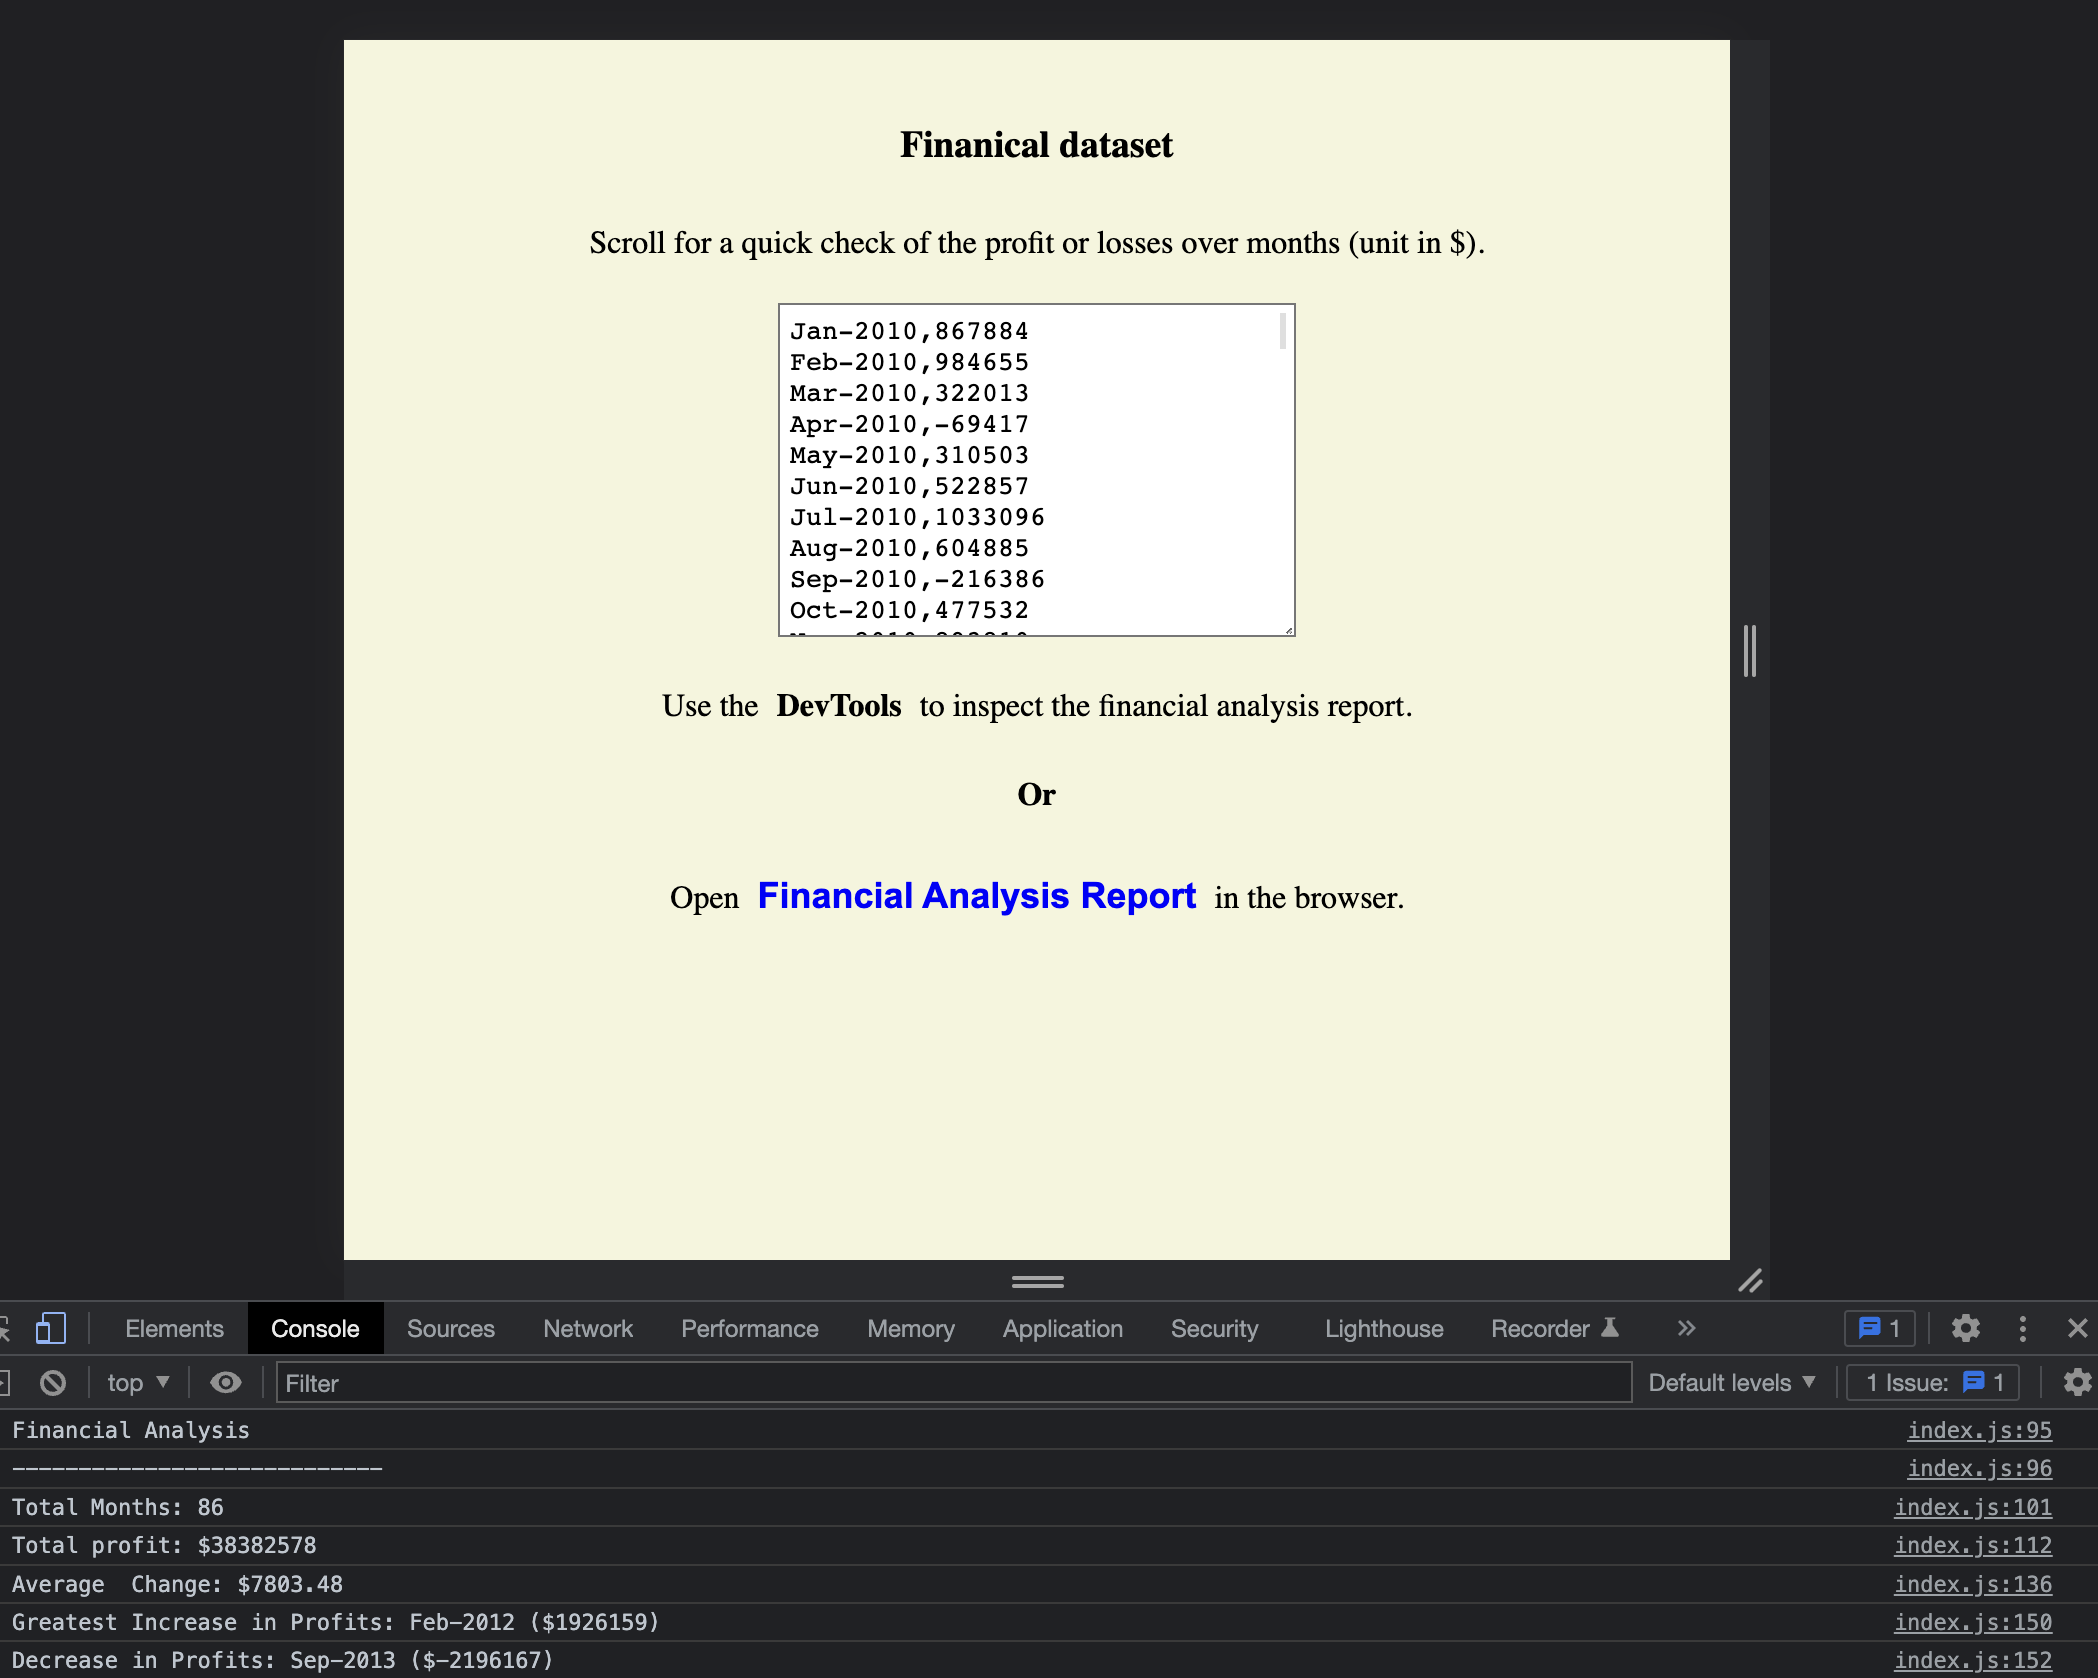 Finanical dataset
Scroll for a quick check of the profit or losses over months (unit in $).
Jan-2010,867884
Feb-2010,984655
Mar-2010,322013
Apr-2010,-69417
May-2010,310503
Jun-2010,522857
Jul-2010,1033096
Aug-2010,604885
Sep-2010,-216386
Oct-2010,477532
Use the DevTools to inspect the financial analysis report.
Or
Open Financial Analysis Report in the browser.
Elements Console Sources Network Performance Memory Application Security Lighthouse Recorder » 1
top Filter Default levels 1 Issue: 1
Financial Analysis index.js:95
---------------------------- index.js:96
Total Months: 86 index.js:101
Total profit: $38382578 index.js:112
Average  Change: $7803.48 index.js:136
Greatest Increase in Profits: Feb-2012 ($1926159) index.js:150
Decrease in Profits: Sep-2013 ($-2196167) index.js:152